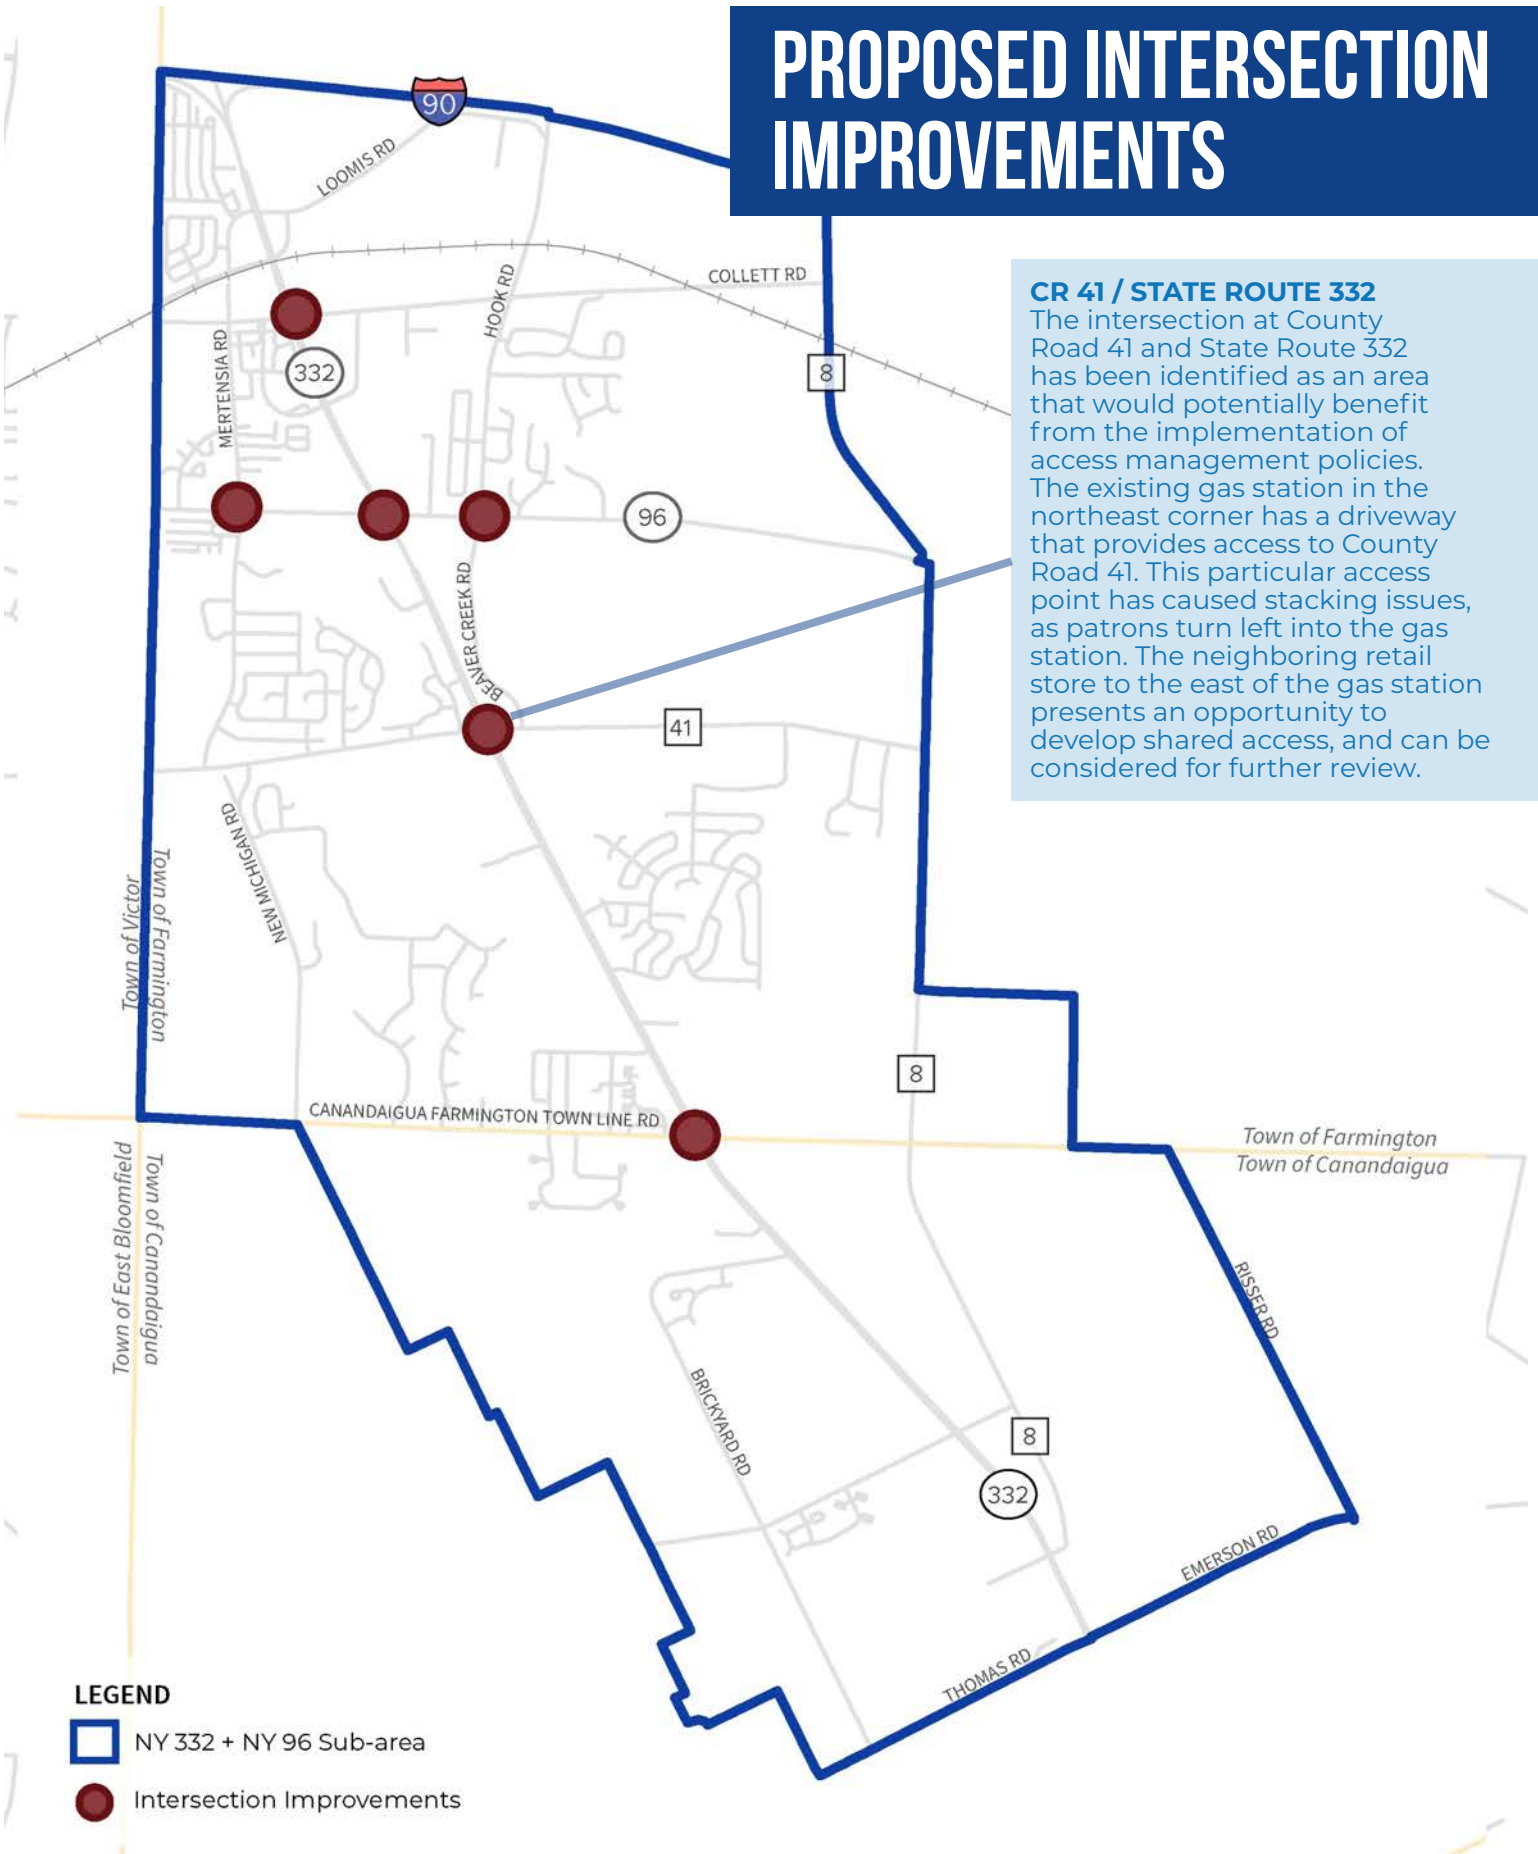 PROPOSED INTERSECTION
IMPROVEMENTS
90
LOOMIS RD
COLLETT RD
HOOK RD
MERTENSIA RD
332
8
96
CR 41 / STATE ROUTE 332
The intersection at County
Road 41 and State Route 332
has been identified as an area
that would potentially benefit
from the implementation of
access management policies.
The existing gas station in the
northeast corner has a driveway
that provides access to County
Road 41. This particular access
point has caused stacking issues,
as patrons turn left into the gas
station. The neighboring retail
store to the east of the gas station
presents an opportunity to
develop shared access, and can be
considered for further review.
BEAVER CREEK RD
41
NEW MICHIGAN RD
Town of Victor
Town of Farmington
8
CANANDAIGUA FARMINGTON TOWN LINE RD
Town of Farmington
Town of Canandaigua
Town of East Bloomfield
Town of Canandaigua
RISSER RD
BRICKYARD RD
8
332
EMERSON RD
THOMAS RD
LEGEND
NY 332 + NY 96 Sub-area
Intersection Improvements